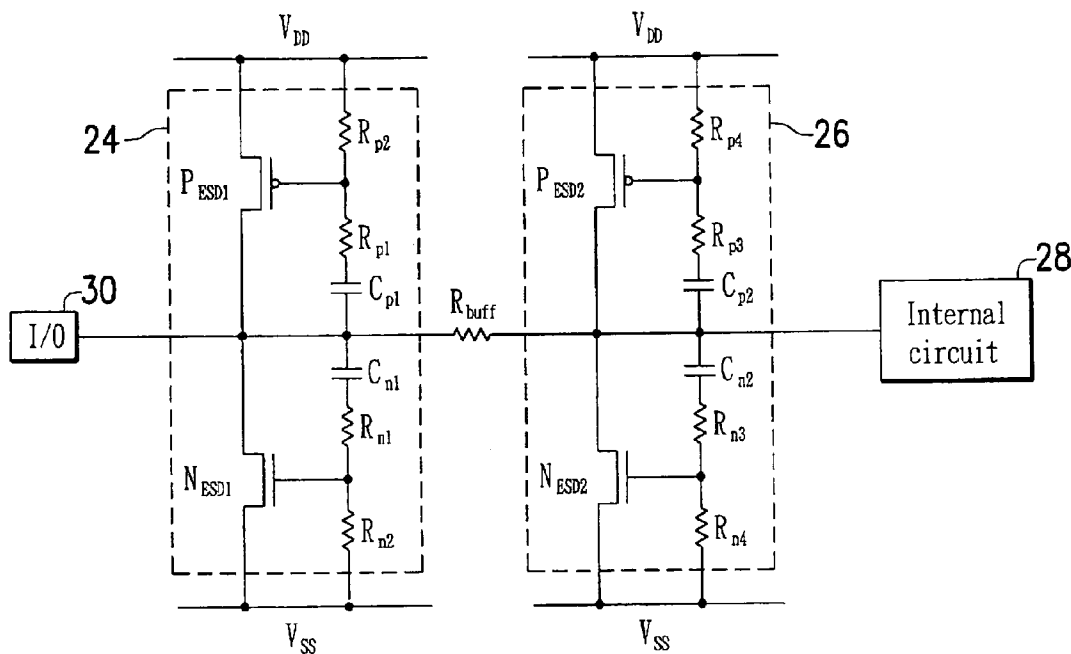 V_DD
V_DD
24
26
R_p2
R_p4
P_ESD1
P_ESD2
R_p1
R_p3
C_p1
C_p2
30
28
I/O
R_buff
Internal
circuit
C_n1
C_n2
R_n1
R_n3
N_ESD1
N_ESD2
R_n2
R_n4
V_SS
V_SS